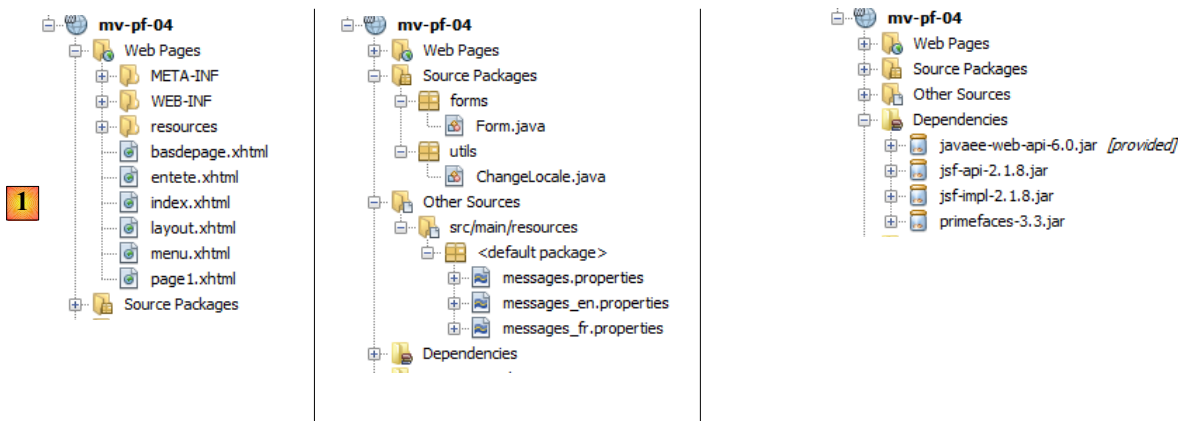 1
mv-pf-04
Web Pages
META-INF
WEB-INF
resources
basdepage.xhtml
entete.xhtml
index.xhtml
layout.xhtml
menu.xhtml
page1.xhtml
Source Packages
mv-pf-04
Web Pages
Source Packages
forms
Form.java
utils
ChangeLocale.java
Other Sources
src/main/resources
<default package>
messages.properties
messages_en.properties
messages_fr.properties
Dependencies
mv-pf-04
Web Pages
Source Packages
Other Sources
Dependencies
javaee-web-api-6.0.jar [provided]
jsf-api-2.1.8.jar
jsf-impl-2.1.8.jar
primefaces-3.3.jar